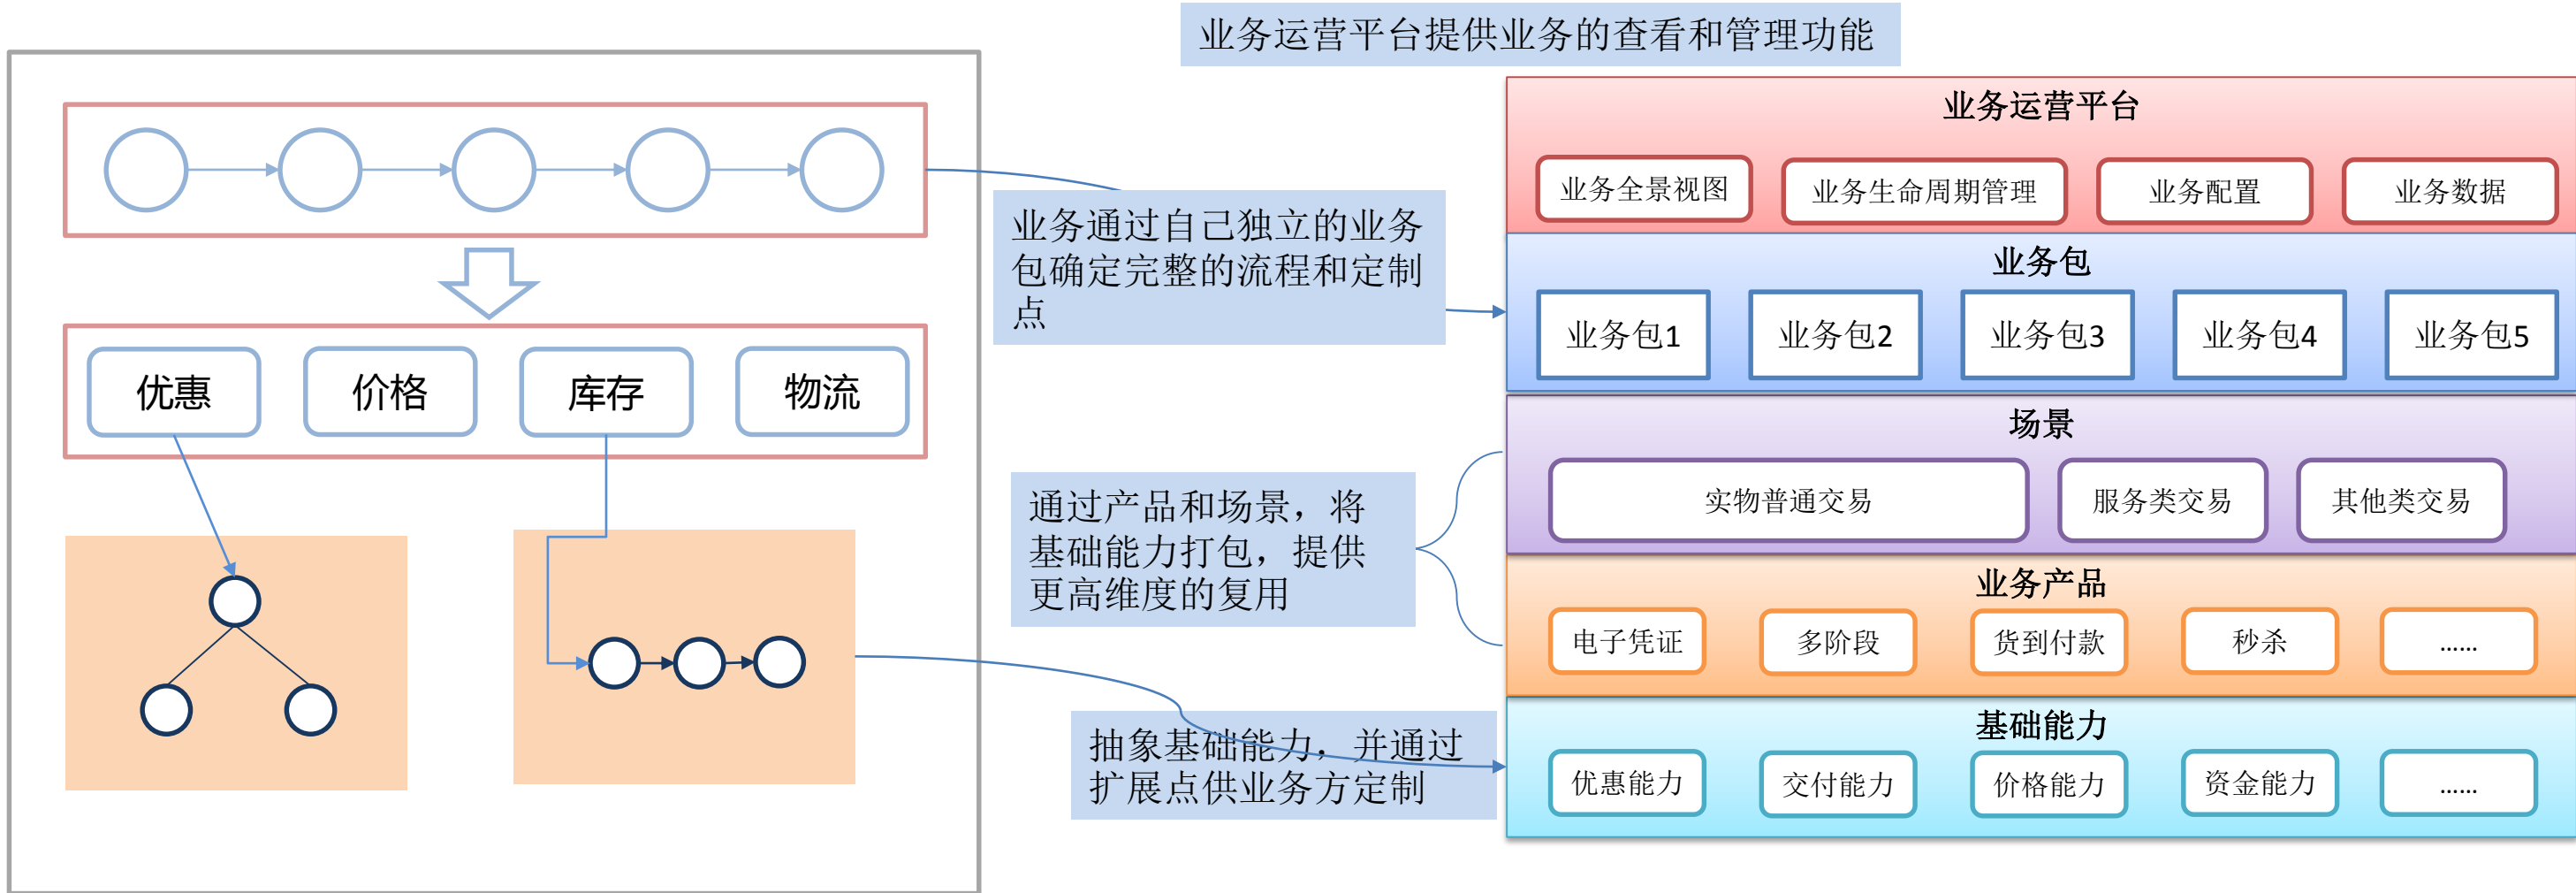 业务运营平台提供业务的查看和管理功能
优惠
价格
库存
物流
业务通过自己独立的业务
包确定完整的流程和定制
点
通过产品和场景，将
基础能力打包，提供
更高维度的复用
抽象基础能力，并通过
扩展点供业务方定制
业务运营平台
业务全景视图
业务生命周期管理
业务配置
业务数据
业务包
业务包1
业务包2
业务包3
业务包4
业务包5
场景
实物普通交易
服务类交易
其他类交易
业务产品
电子凭证
多阶段
货到付款
秒杀
……
基础能力
优惠能力
交付能力
价格能力
资金能力
……